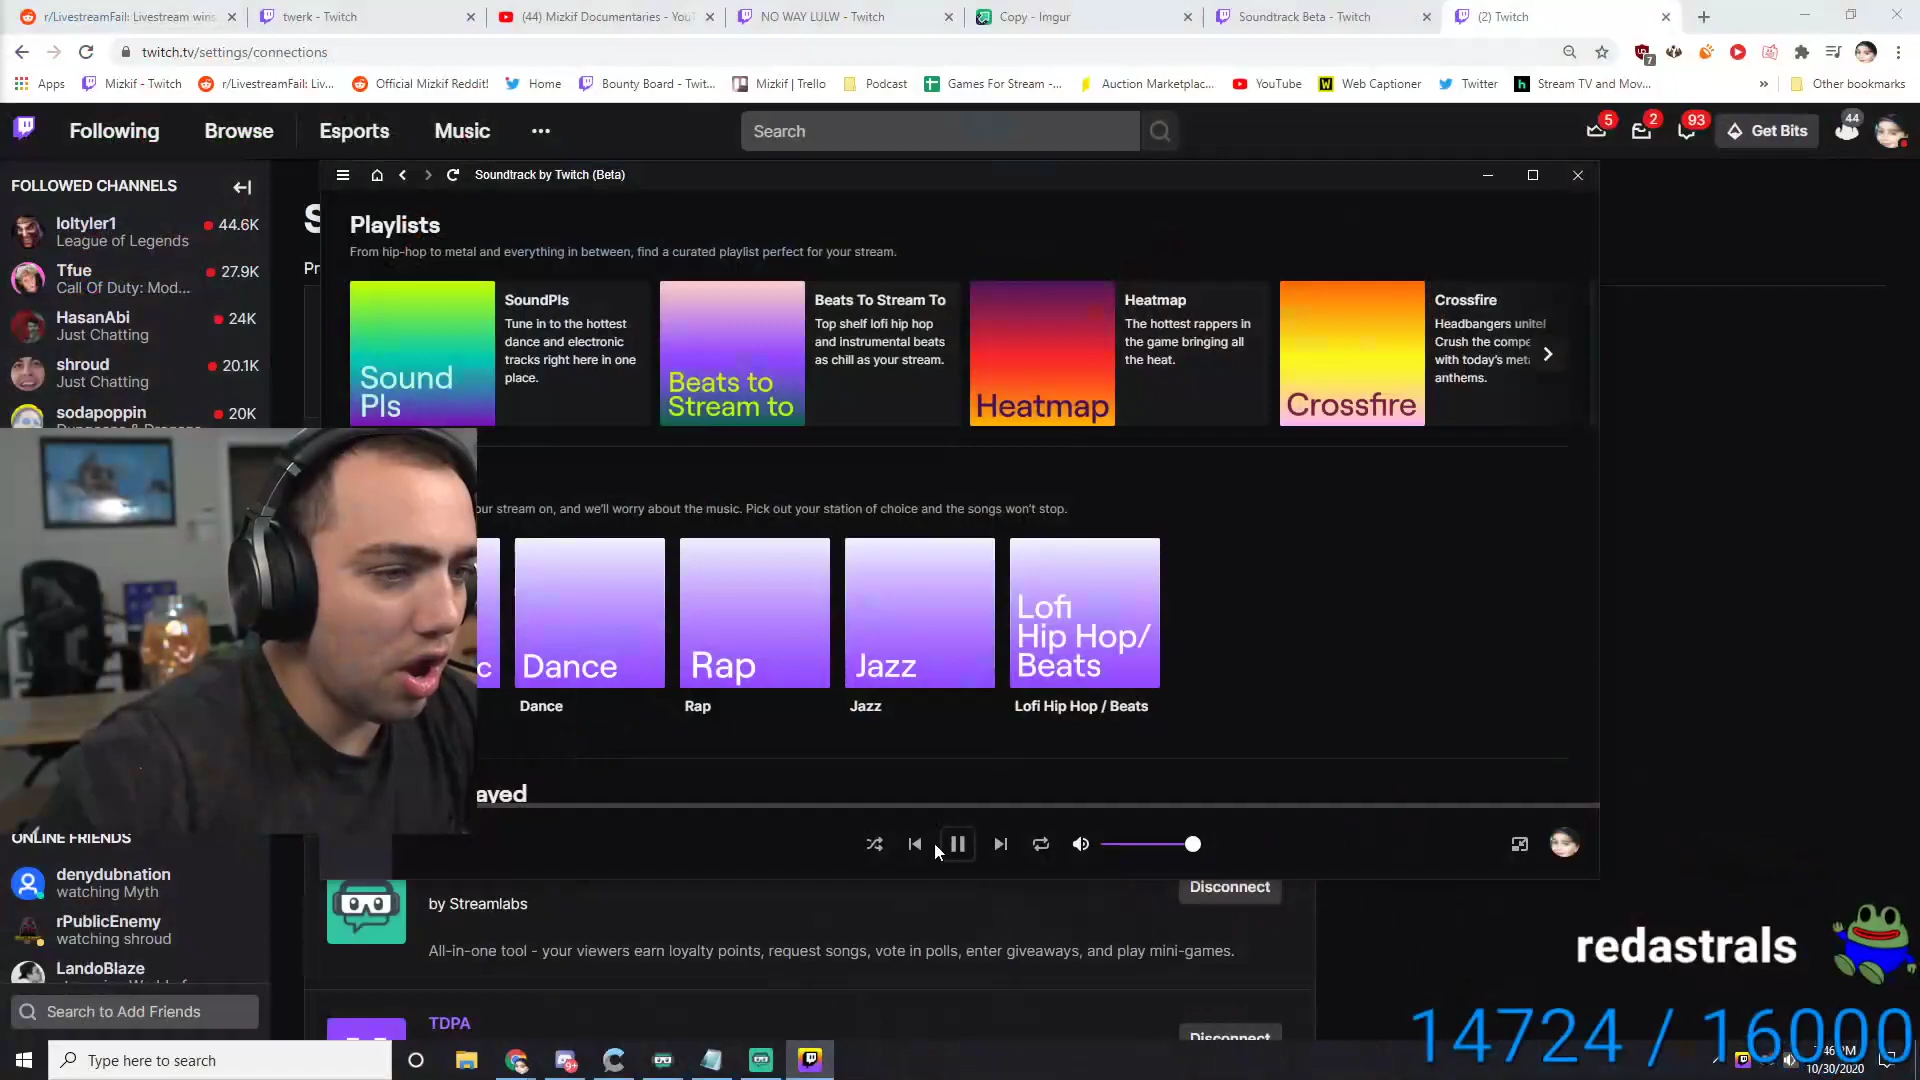 r/LivestreamFail: Livestream wins
twerk - Twitch
(44) Mizkif Documentaries - You
NO WAY LULW - Twitch
Copy - Imgur
Soundtrack Beta - Twitch
(2) Twitch
twitch.tv/settings/connections
7
Apps
Mizkif - Twitch
r/LivestreamFail: Liv...
Official Mizkif Reddit!
Home
Bounty Board - Twit...
Mizkif | Trello
Podcast
Games For Stream -...
Auction Marketplac...
YouTube
Web Captioner
Twitter
Stream TV and Mov...
»
Other bookmarks
Following
Browse
Esports
Music
Search
5
2
93
Get Bits
44
FOLLOWED CHANNELS
loltyler1
44.6K
League of Legends
Tfue
27.9K
Call Of Duty: Mod...
HasanAbi
24K
Just Chatting
shroud
20.1K
Just Chatting
sodapoppin
20K
S
Pr
Soundtrack by Twitch (Beta)
Playlists
From hip-hop to metal and everything in between, find a curated playlist perfect for your stream.
Sound
Pls
SoundPls
Tune in to the hottest
dance and electronic
tracks right here in one
place.
Beats to
Stream to
Beats To Stream To
Top shelf lofi hip hop
and instrumental beats
as chill as your stream.
Heatmap
Heatmap
The hottest rappers in
the game bringing all
the heat.
Crossfire
Crossfire
Headbangers unite!
Crush the compe
with today's met
anthems.
our stream on, and we'll worry about the music. Pick out your station of choice and the songs won't stop.
c
Dance
Rap
Jazz
Lofi
Hip Hop/
Beats
Dance
Rap
Jazz
Lofi Hip Hop / Beats
ayed
ONLINE FRIENDS
denydubnation
watching Myth
rPublicEnemy
watching shroud
LandoBlaze
Search to Add Friends
by Streamlabs
Disconnect
All-in-one tool - your viewers earn loyalty points, request songs, vote in polls, enter giveaways, and play mini-games.
TDPA
Disconnect
redastrals
14724 / 16000
Type here to search
9+
7:46 PM
10/30/2020